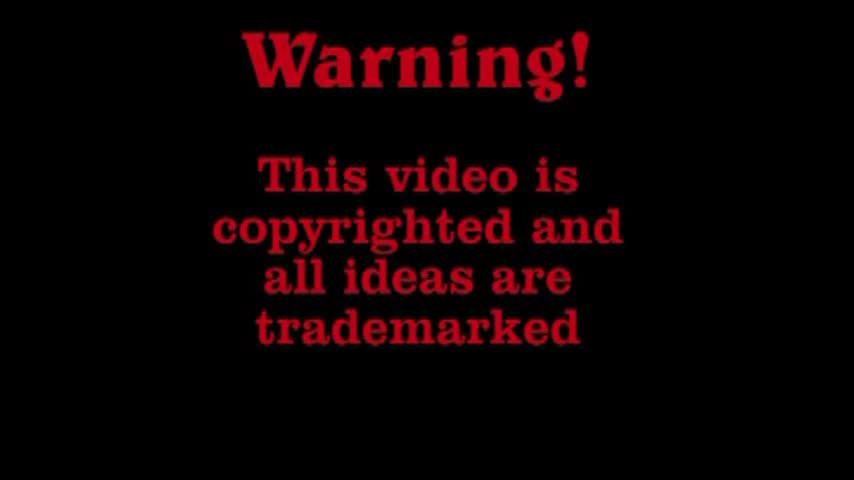 Warning!
This video is
copyrighted and
all ideas are
trademarked